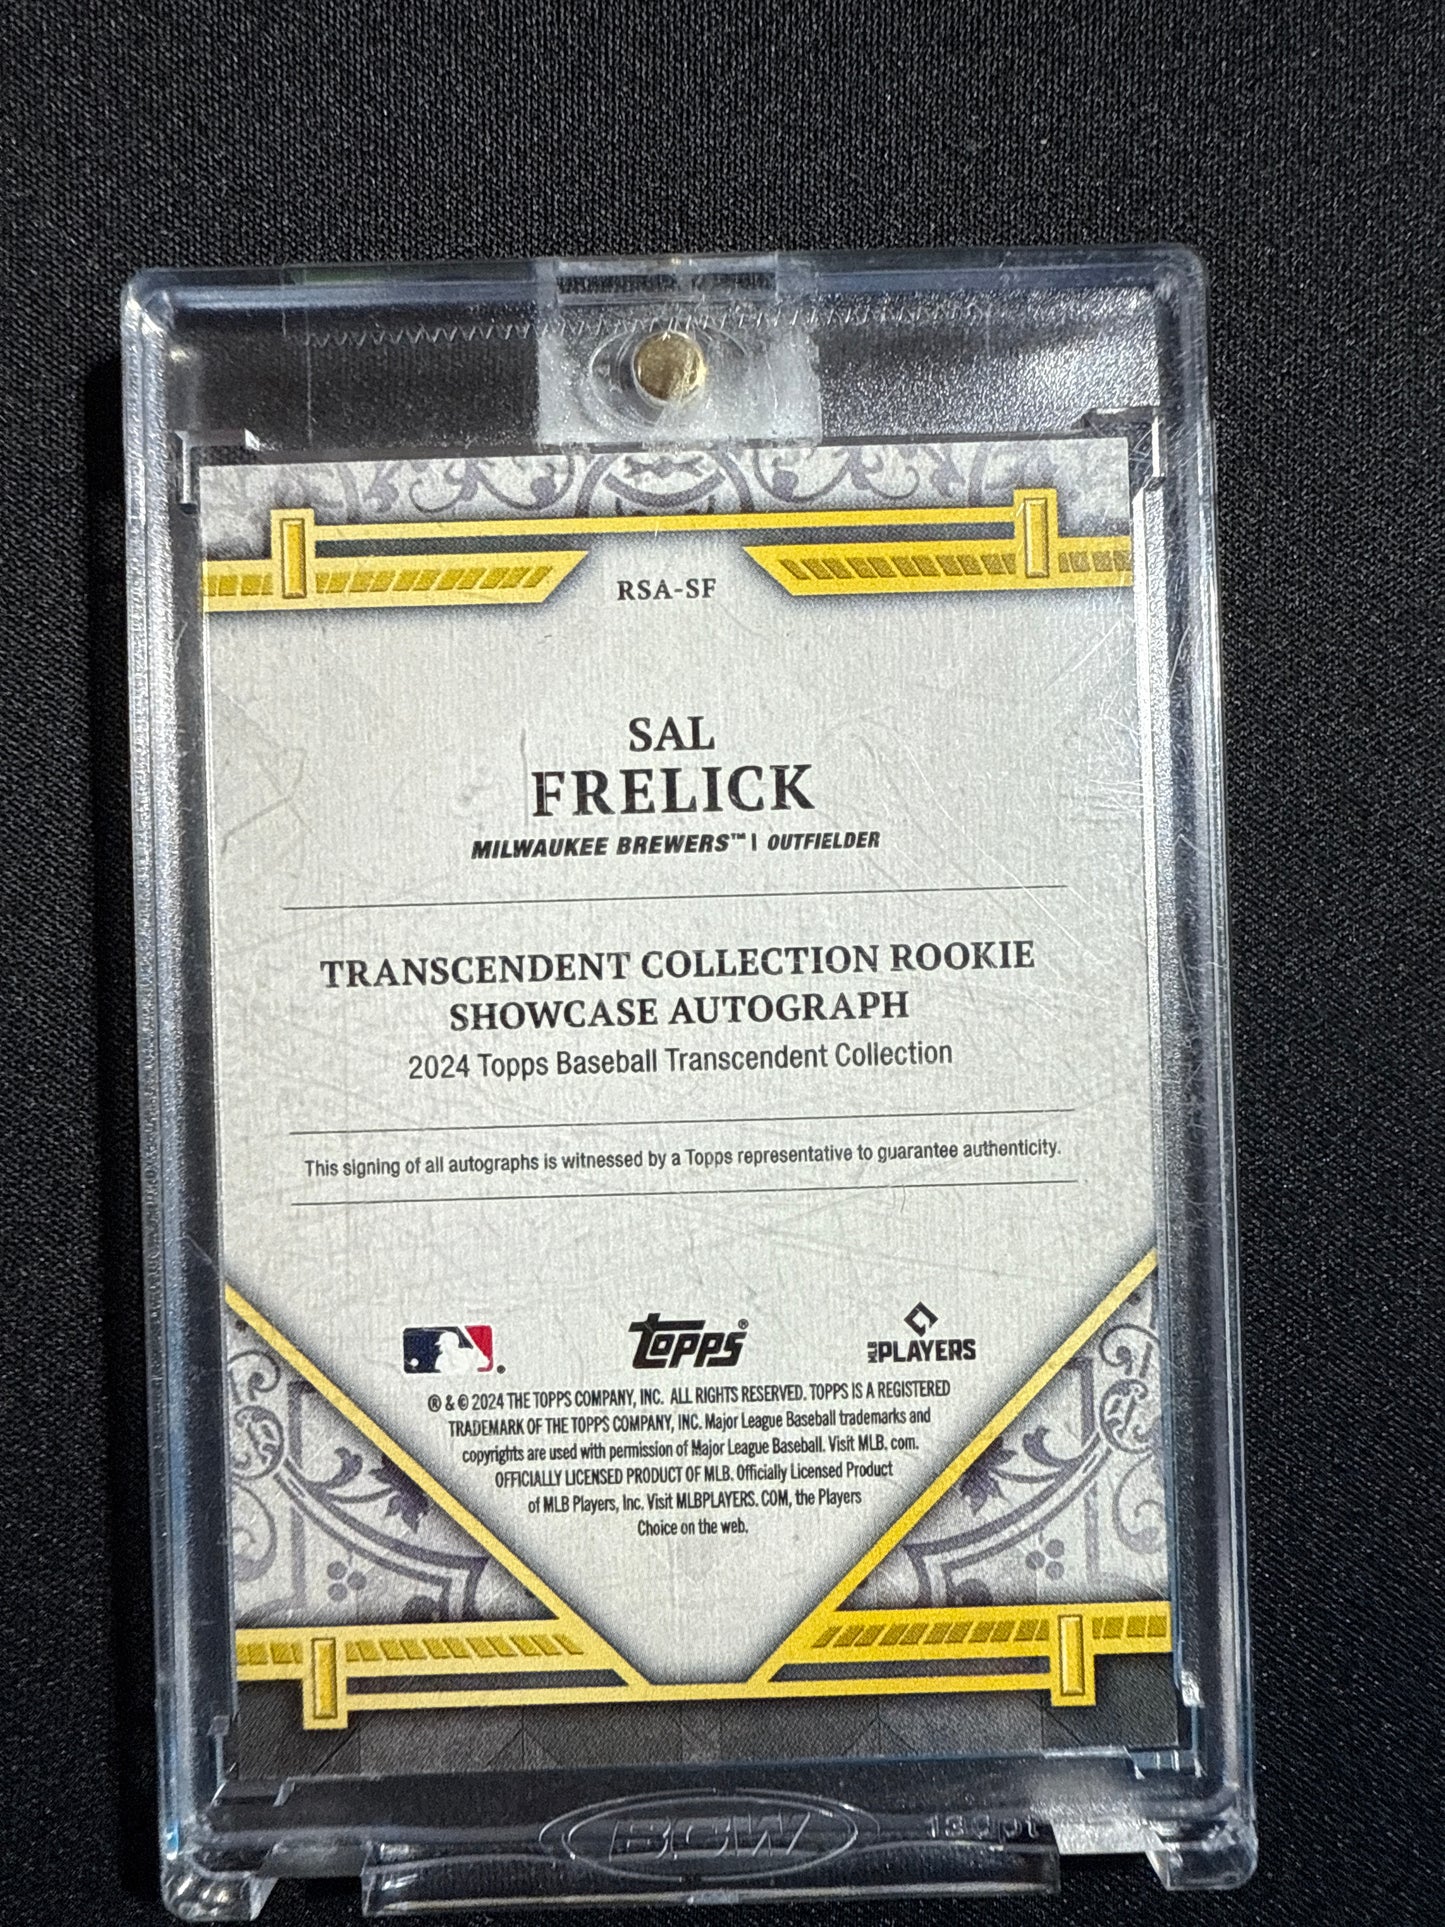 RSA-SF
SAL
FRELICK
MILWAUKEE BREWERS™ | OUTFIELDER
TRANSCENDENT COLLECTION ROOKIE
SHOWCASE AUTOGRAPH
2024 Topps Baseball Transcendent Collection
This signing of all autographs is witnessed by a Topps representative to guarantee authenticity.
topps® MLB PLAYERS
® & © 2024 THE TOPPS COMPANY, INC. ALL RIGHTS RESERVED. TOPPS IS A REGISTERED
TRADEMARK OF THE TOPPS COMPANY, INC. Major League Baseball trademarks and
copyrights are used with permission of Major League Baseball. Visit MLB. com.
OFFICIALLY LICENSED PRODUCT OF MLB. Officially Licensed Product
of MLB Players, Inc. Visit MLBPLAYERS. COM, the Players
Choice on the web.
BCW 180pt